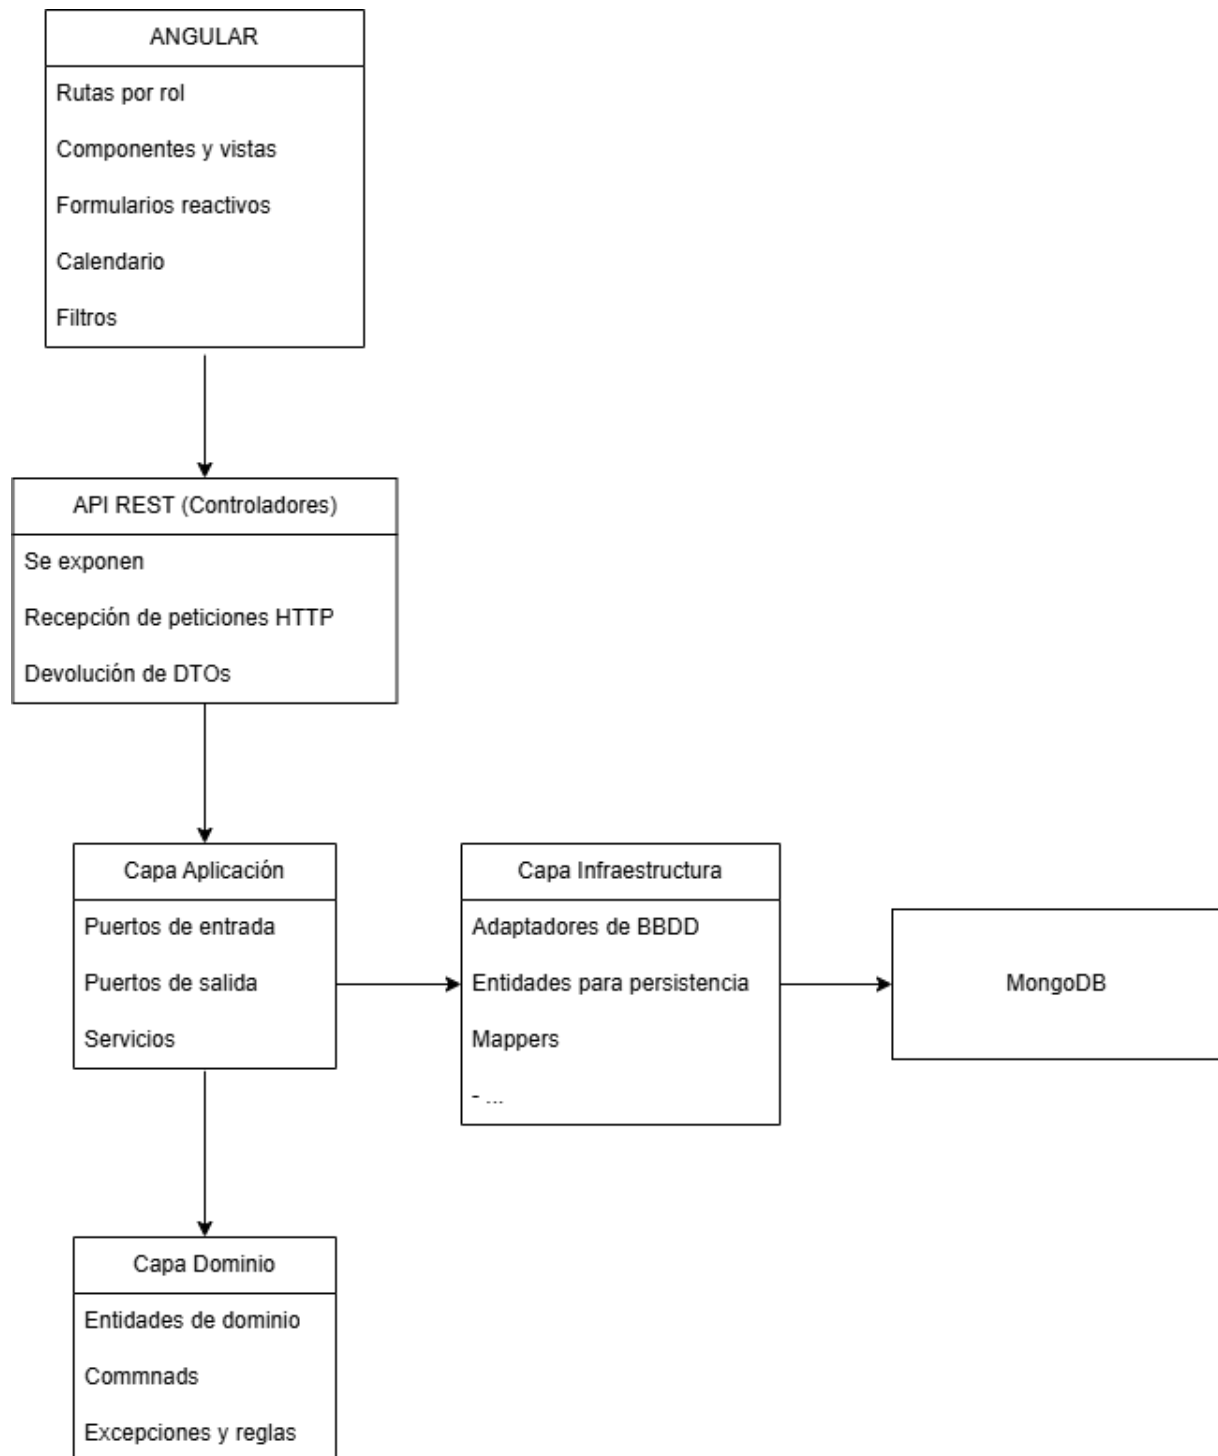 ANGULAR
Rutas por rol
Componentes y vistas
Formularios reactivos
Calendario
Filtros
API REST (Controladores)
Se exponen
Recepción de peticiones HTTP
Devolución de DTOs
Capa Aplicación
Puertos de entrada
Puertos de salida
Servicios
Capa Infraestructura
Adaptadores de BBDD
Entidades para persistencia
Mappers
- ...
MongoDB
Capa Dominio
Entidades de dominio
Commnads
Excepciones y reglas